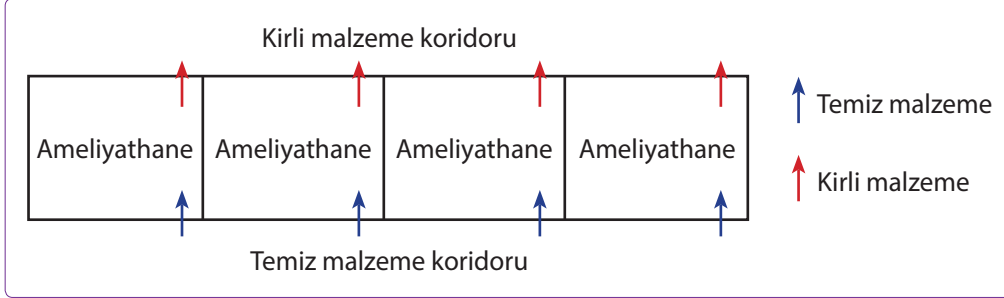 Kirli malzeme koridoru
Ameliyathane Ameliyathane Ameliyathane Ameliyathane
Temiz malzeme koridoru
Temiz malzeme
Kirli malzeme